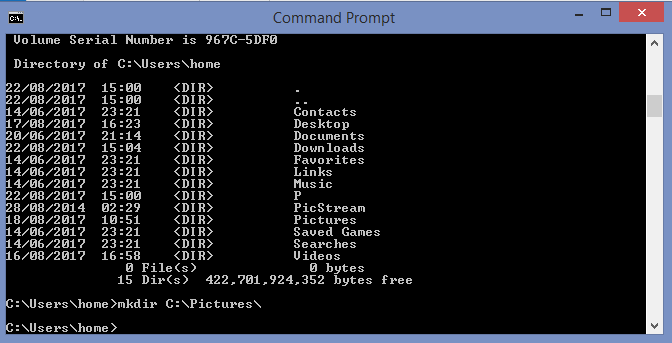 Command Prompt
Volume Serial Number is 967C-5DF0
Directory of C:\Users\home
22/08/2017  15:00    <DIR>          .
22/08/2017  15:00    <DIR>          ..
14/06/2017  23:21    <DIR>          Contacts
17/08/2017  16:23    <DIR>          Desktop
20/06/2017  21:14    <DIR>          Documents
22/08/2017  15:04    <DIR>          Downloads
14/06/2017  23:21    <DIR>          Favorites
14/06/2017  23:21    <DIR>          Links
14/06/2017  23:21    <DIR>          Music
22/08/2017  15:00    <DIR>          P
28/08/2014  02:29    <DIR>          PicStream
18/08/2017  10:51    <DIR>          Pictures
14/06/2017  23:21    <DIR>          Saved Games
14/06/2017  23:21    <DIR>          Searches
16/08/2017  16:58    <DIR>          Videos
0 File(s)              0 bytes
15 Dir(s)  422,701,924,352 bytes free
C:\Users\home>mkdir C:\Pictures\
C:\Users\home>